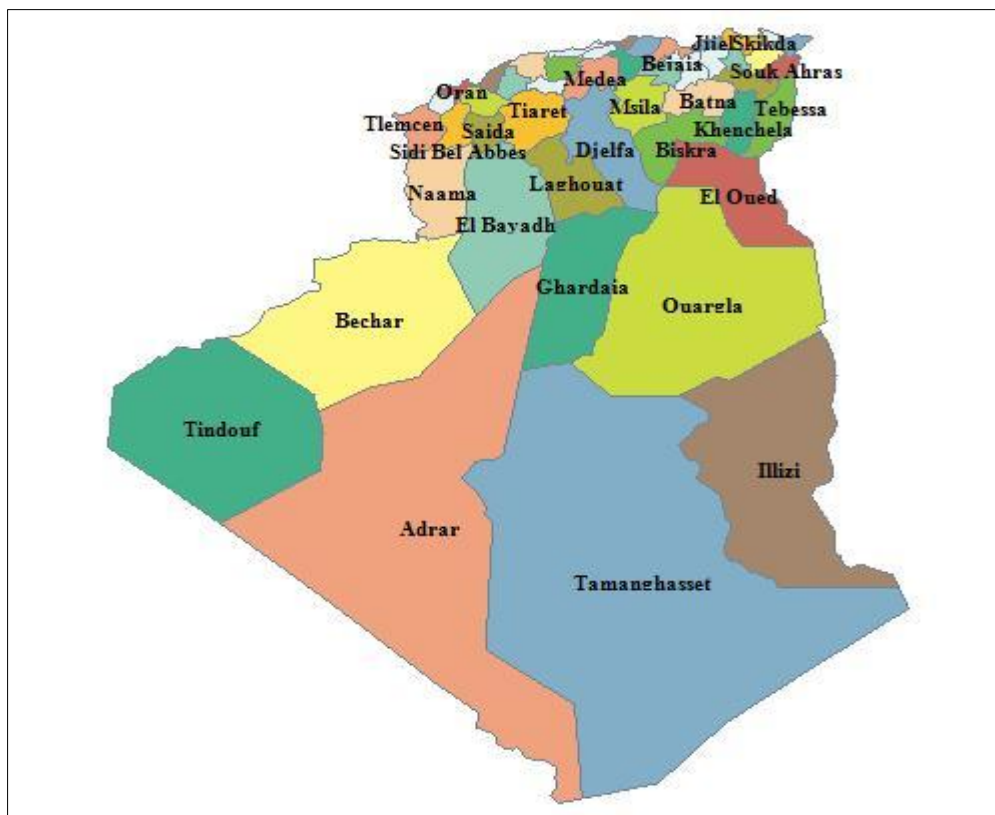 Jijel
Skikda
Bejaia
Souk Ahras
Medea
Oran
Msila
Batna
Tebessa
Tiaret
Tlemcen
Saida
Khenchela
Sidi Bel Abbes
Djelfa
Biskra
Laghouat
Naama
El Oued
El Bayadh
Ghardaia
Ouargla
Bechar
Tindouf
Illizi
Adrar
Tamanghasset